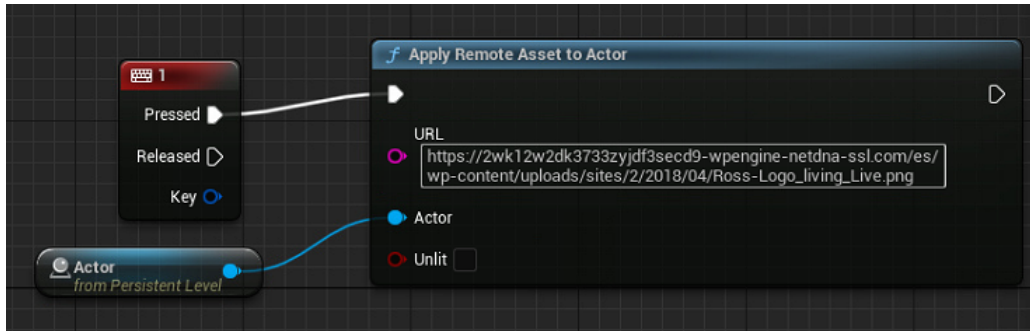 1
Pressed
Released
Key
Actor
from Persistent Level
Apply Remote Asset to Actor
URL
https://2wk12w2dk3733zyjdf3secd9-wpengine-netdna-ssl.com/es/
wp-content/uploads/sites/2/2018/04/Ross-Logo_living_Live.png
Actor
Unlit